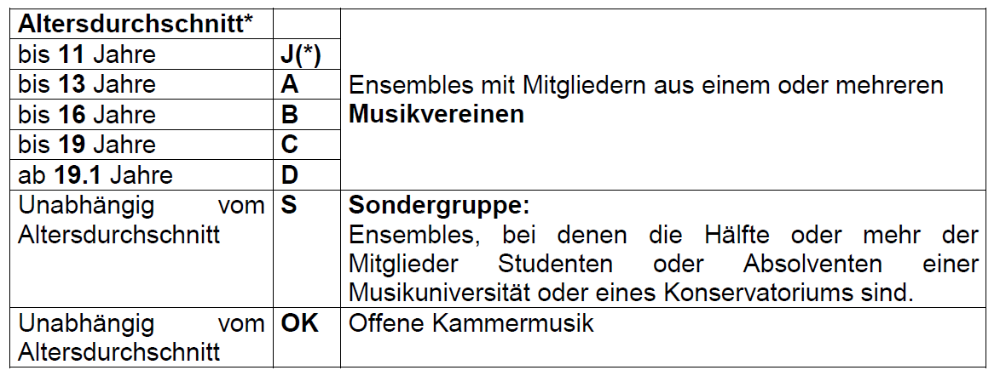 Altersdurchschnitt*
bis 11 Jahre J(*)
bis 13 Jahre A
bis 16 Jahre B
bis 19 Jahre C
ab 19.1 Jahre D
Ensembles mit Mitgliedern aus einem oder mehreren
Musikvereinen
Unabhängig vom
Altersdurchschnitt
S
Sondergruppe:
Ensembles, bei denen die Hälfte oder mehr der
Mitglieder Studenten oder Absolventen einer
Musikuniversität oder eines Konservatoriums sind.
Unabhängig vom
Altersdurchschnitt
OK
Offene Kammermusik